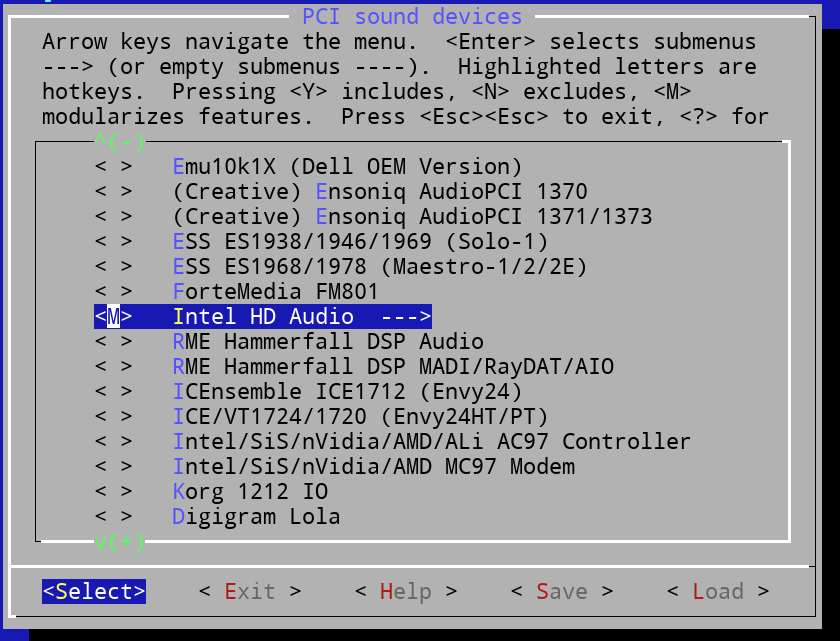 PCI sound devices
Arrow keys navigate the menu.  <Enter> selects submenus
---> (or empty submenus ----).  Highlighted letters are
hotkeys.  Pressing <Y> includes, <N> excludes, <M>
modularizes features.  Press <Esc><Esc> to exit, <?> for
^(-)
< >   Emu10k1X (Dell OEM Version)
< >   (Creative) Ensoniq AudioPCI 1370
< >   (Creative) Ensoniq AudioPCI 1371/1373
< >   ESS ES1938/1946/1969 (Solo-1)
< >   ESS ES1968/1978 (Maestro-1/2/2E)
< >   ForteMedia FM801
<M>   Intel HD Audio  --->
< >   RME Hammerfall DSP Audio
< >   RME Hammerfall DSP MADI/RayDAT/AIO
< >   ICEnsemble ICE1712 (Envy24)
< >   ICE/VT1724/1720 (Envy24HT/PT)
< >   Intel/SiS/nVidia/AMD/ALi AC97 Controller
< >   Intel/SiS/nVidia/AMD MC97 Modem
< >   Korg 1212 IO
< >   Digigram Lola
v(+)
<Select>    < Exit >    < Help >    < Save >    < Load >